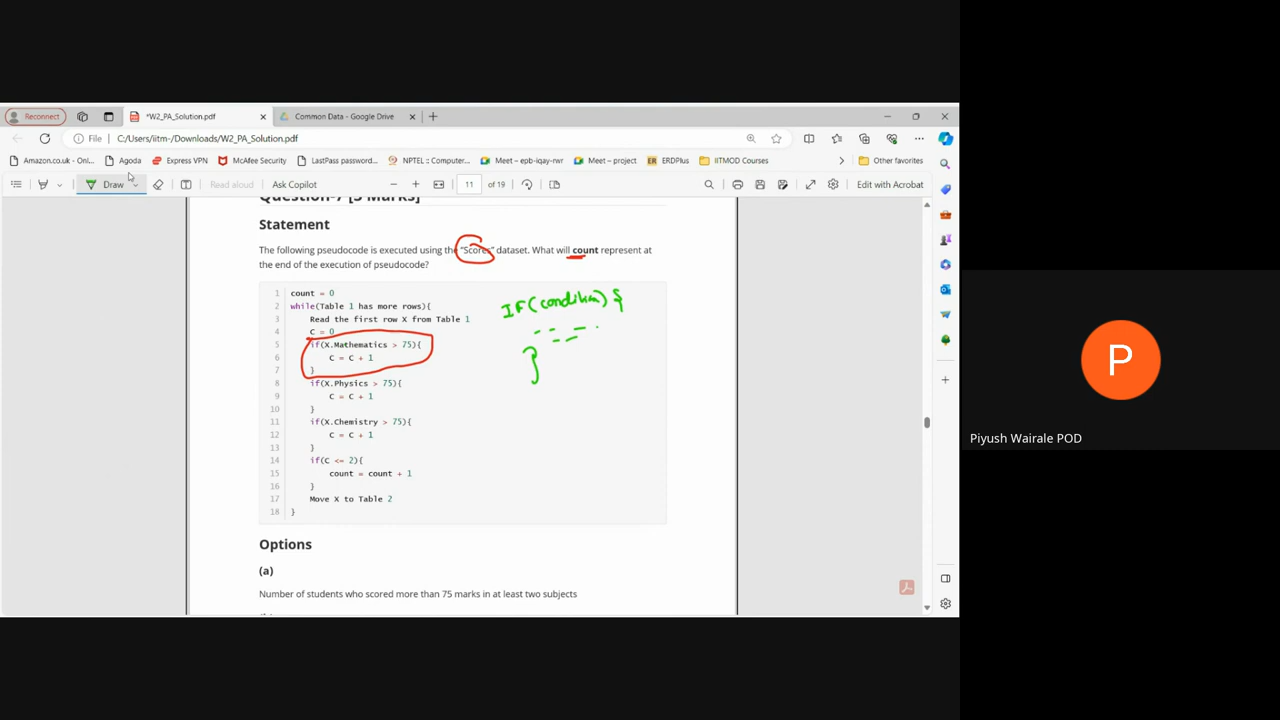 Reconnect
*W2_PA_Solution.pdf
Common Data - Google Drive
File
C:/Users/iitm-/Downloads/W2_PA_Solution.pdf
Amazon.co.uk - Onl...
Agoda
Express VPN
McAfee Security
LastPass password...
NPTEL :: Computer...
Meet – epb-iqay-rwr
Meet – project
ERDPlus
IITMOD Courses
Other favorites
Draw
Read aloud
Ask Copilot
11
of 19
Edit with Acrobat
Question-7 [5 Marks]
Statement
The following pseudocode is executed using the "Scores" dataset. What will count represent at
the end of the execution of pseudocode?
1 count = 0
2 while(Table 1 has more rows){
3 Read the first row X from Table 1
4 C = 0
5 if(X.Mathematics > 75){
6 C = C + 1
7 }
8 if(X.Physics > 75){
9 C = C + 1
10 }
11 if(X.Chemistry > 75){
12 C = C + 1
13 }
14 if(C <= 2){
15 count = count + 1
16 }
17 Move X to Table 2
18 }
IF(condition) {
}
Options
(a)
Number of students who scored more than 75 marks in at least two subjects
P
Piyush Wairale POD